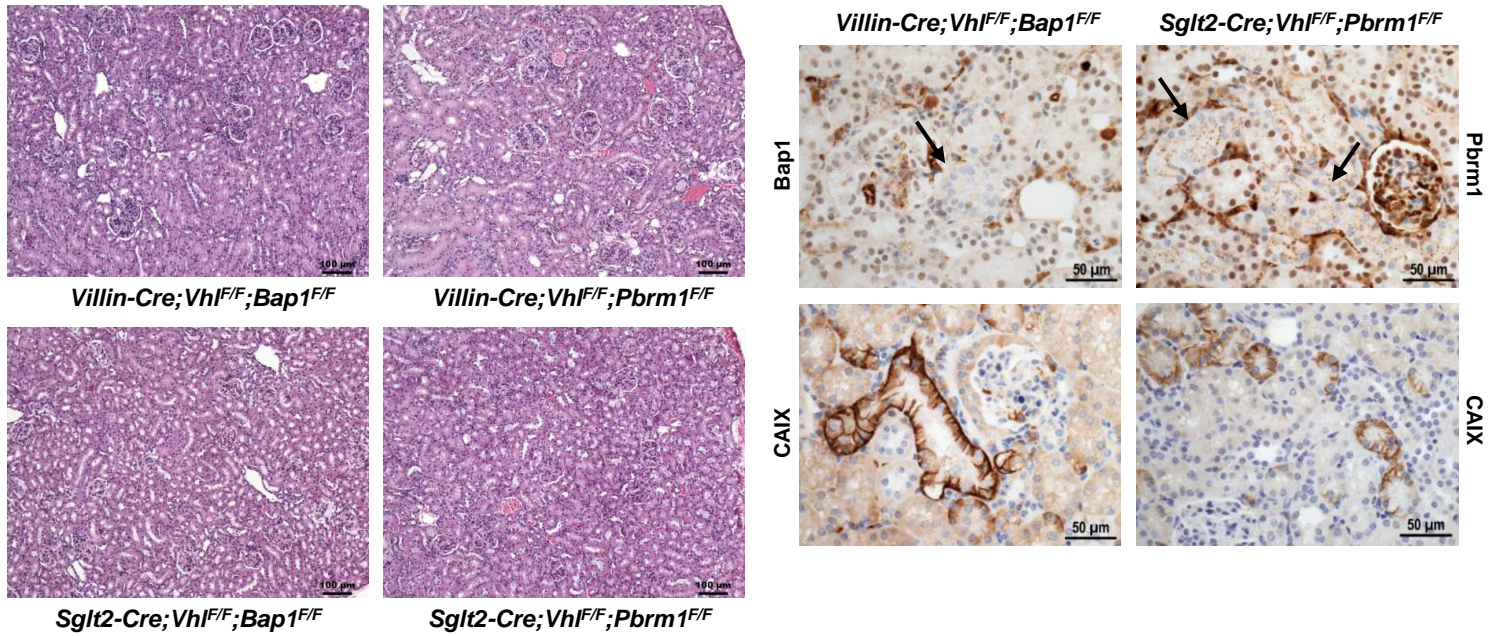 Villin-Cre;Vhl^F/F;Bap1^F/F
Sglt2-Cre;Vhl^F/F;Pbrm1^F/F
100 µm
100 µm
Villin-Cre;Vhl^F/F;Bap1^F/F
Villin-Cre;Vhl^F/F;Pbrm1^F/F
100 µm
100 µm
Sglt2-Cre;Vhl^F/F;Bap1^F/F
Sglt2-Cre;Vhl^F/F;Pbrm1^F/F
Bap1
50 µm
50 µm
Pbrm1
CAIX
50 µm
50 µm
CAIX